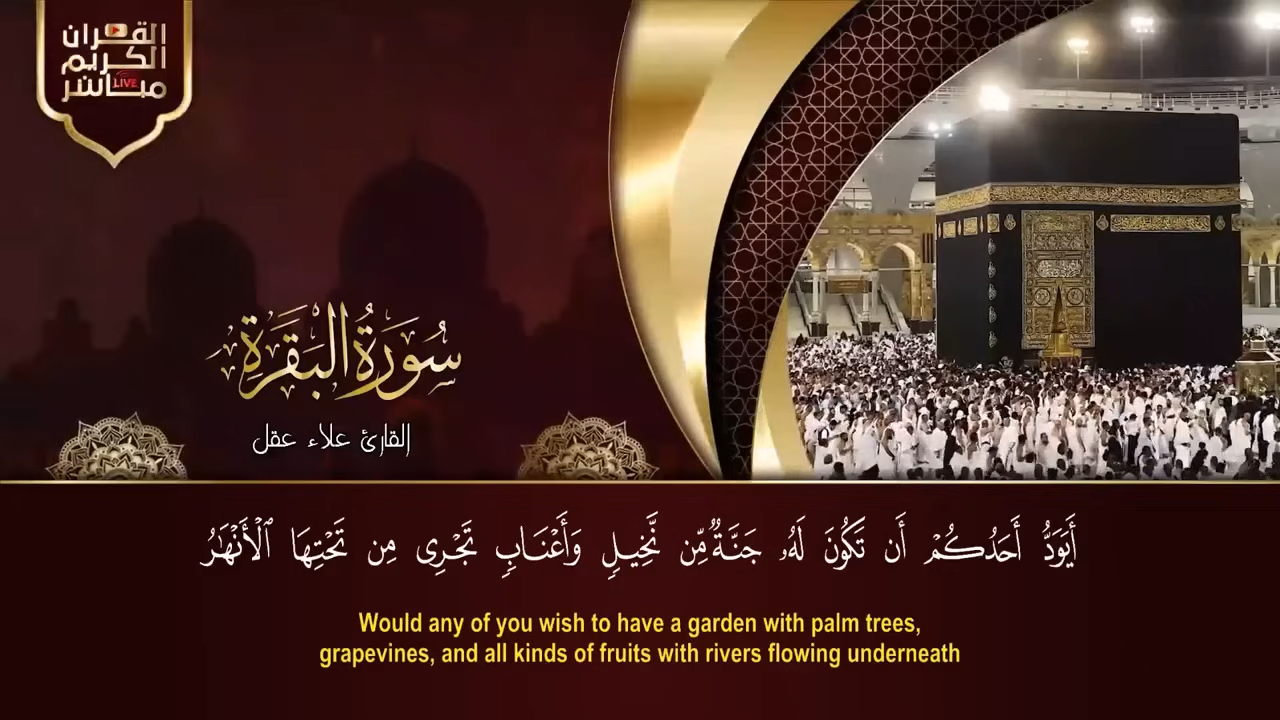 القرآن
الكريم
مباشر LIVE
سُورَةُ البَقَرَةِ
القارئ علاء عقل
أَيَوَدُّ أَحَدُكُمْ أَن تَكُونَ لَهُۥ جَنَّةٌ مِّن نَّخِيلٍ وَأَعْنَابٍ تَجْرِى مِن تَحْتِهَا ٱلْأَنْهَٰرُ
Would any of you wish to have a garden with palm trees,
grapevines, and all kinds of fruits with rivers flowing underneath